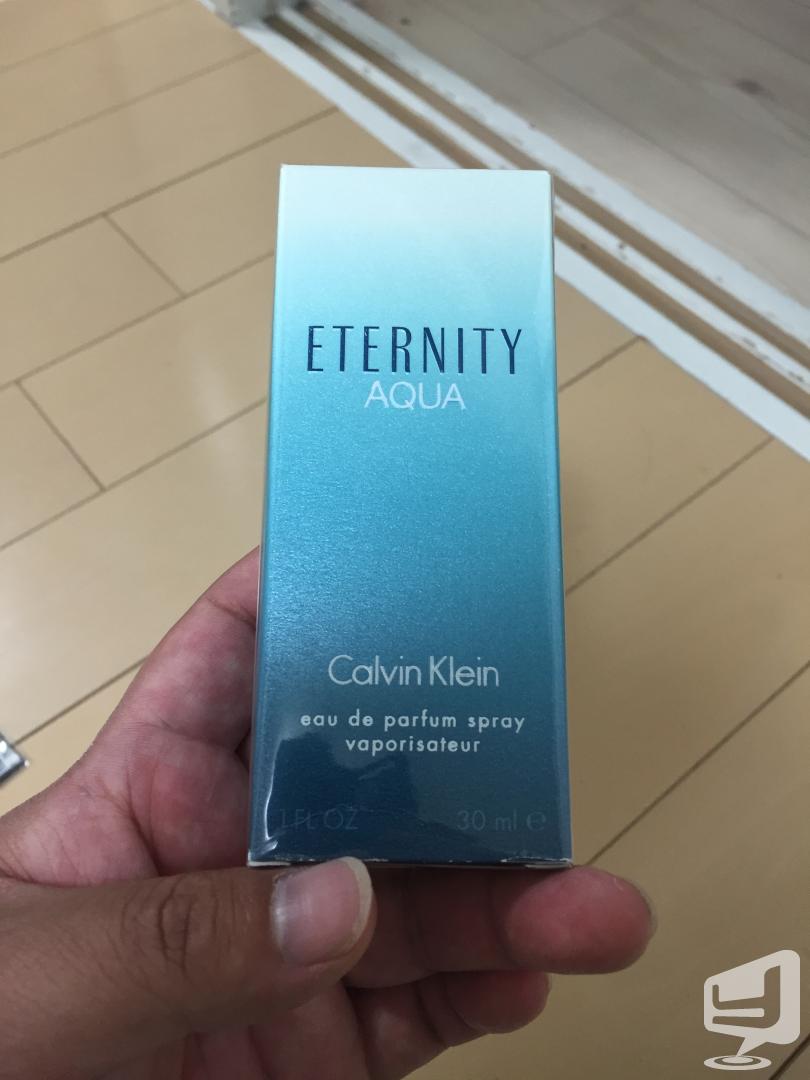 ETERNITY
AQUA
Calvin Klein
eau de parfum spray
vaporisateur
1 FL OZ 30 ml ℮